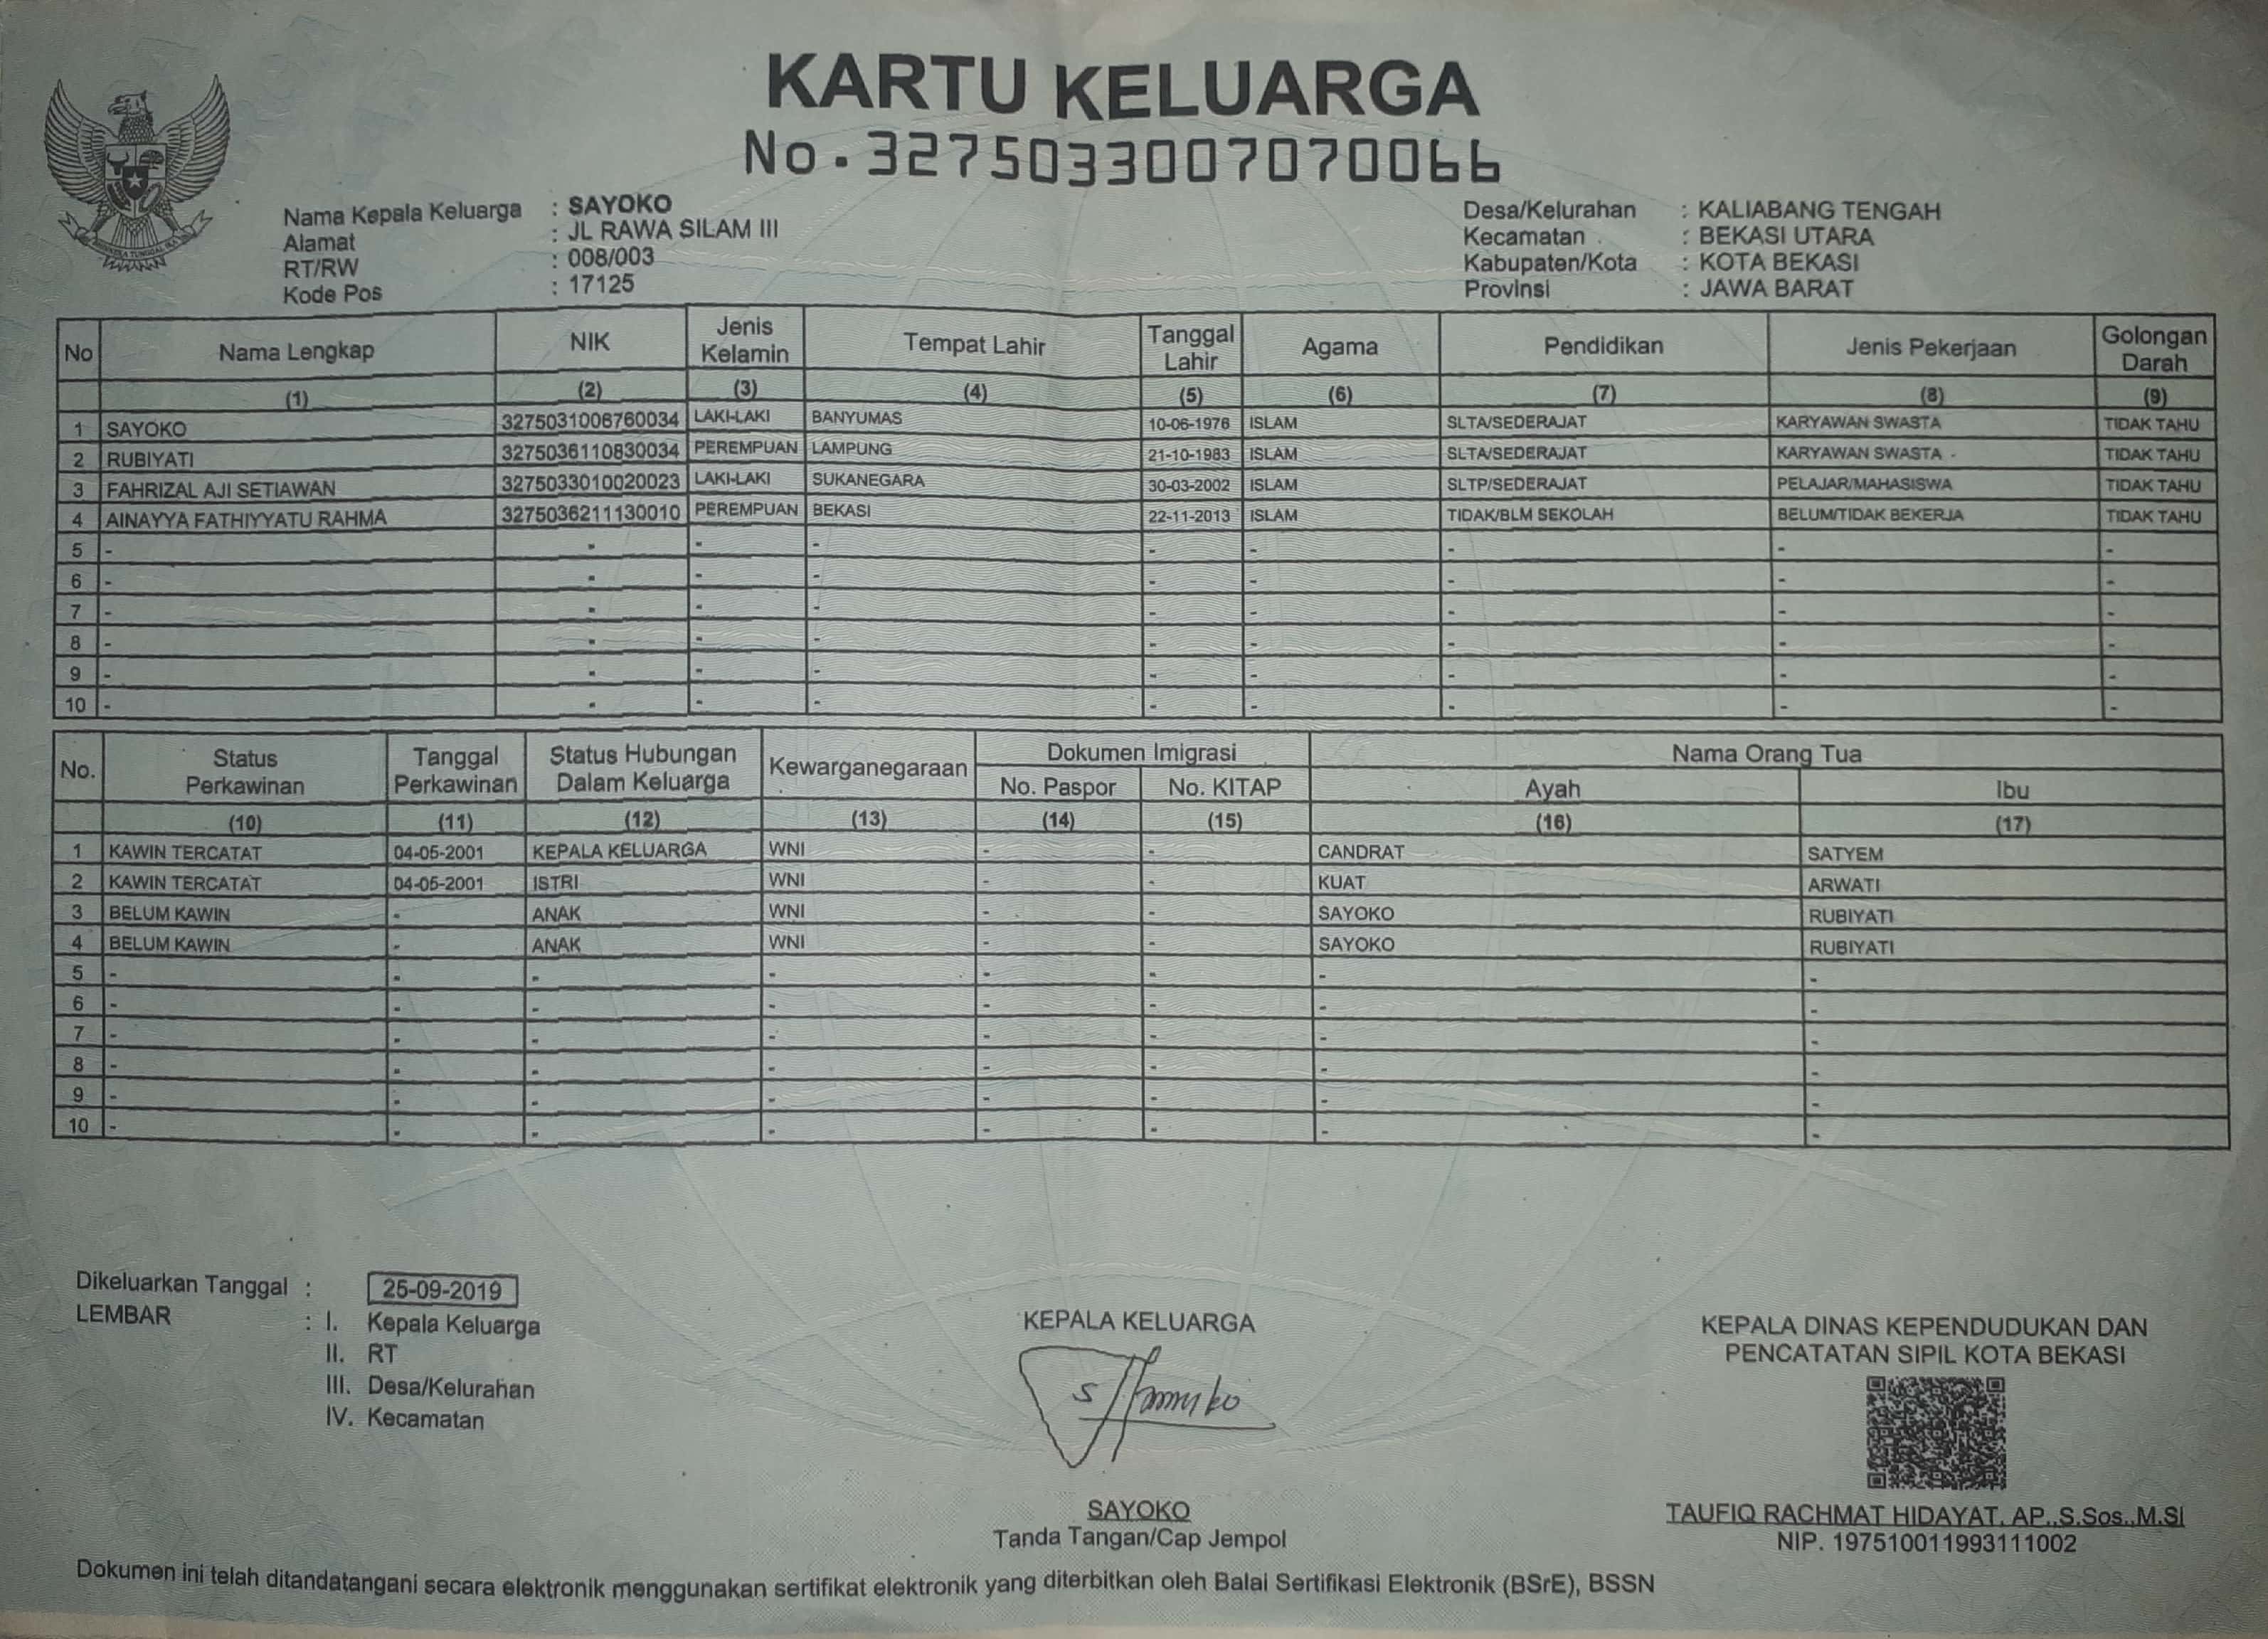 KARTU KELUARGA
No. 3275033007070066
Nama Kepala Keluarga : SAYOKO
Alamat : JL RAWA SILAM III
RT/RW : 008/003
Kode Pos : 17125
Desa/Kelurahan : KALIABANG TENGAH
Kecamatan : BEKASI UTARA
Kabupaten/Kota : KOTA BEKASI
Provinsi : JAWA BARAT
No Nama Lengkap NIK Jenis Kelamin Tempat Lahir Tanggal Lahir Agama Pendidikan Jenis Pekerjaan Golongan Darah
(1) (2) (3) (4) (5) (6) (7) (8) (9)
1 SAYOKO 3275031006760034 LAKI-LAKI BANYUMAS 10-06-1976 ISLAM SLTA/SEDERAJAT KARYAWAN SWASTA TIDAK TAHU
2 RUBIYATI 3275036110830034 PEREMPUAN LAMPUNG 21-10-1983 ISLAM SLTA/SEDERAJAT KARYAWAN SWASTA TIDAK TAHU
3 FAHRIZAL AJI SETIAWAN 3275033010020023 LAKI-LAKI SUKANEGARA 30-03-2002 ISLAM SLTP/SEDERAJAT PELAJAR/MAHASISWA TIDAK TAHU
4 AINAYYA FATHIYYATU RAHMA 3275036211130010 PEREMPUAN BEKASI 22-11-2013 ISLAM TIDAK/BLM SEKOLAH BELUM/TIDAK BEKERJA TIDAK TAHU
5 - - - - - - - - -
6 - - - - - - - - -
7 - - - - - - - - -
8 - - - - - - - - -
9 - - - - - - - - -
10 - - - - - - - - -
No. Status Perkawinan Tanggal Perkawinan Status Hubungan Dalam Keluarga Kewarganegaraan Dokumen Imigrasi Nama Orang Tua
No. Paspor No. KITAP Ayah Ibu
(10) (11) (12) (13) (14) (15) (16) (17)
1 KAWIN TERCATAT 04-05-2001 KEPALA KELUARGA WNI - - CANDRAT SATYEM
2 KAWIN TERCATAT 04-05-2001 ISTRI WNI - - KUAT ARWATI
3 BELUM KAWIN - ANAK WNI - - SAYOKO RUBIYATI
4 BELUM KAWIN - ANAK WNI - - SAYOKO RUBIYATI
5 - - - - - - - -
6 - - - - - - - -
7 - - - - - - - -
8 - - - - - - - -
9 - - - - - - - -
10 - - - - - - - -
Dikeluarkan Tanggal : 25-09-2019
LEMBAR : I. Kepala Keluarga
II. RT
III. Desa/Kelurahan
IV. Kecamatan
KEPALA KELUARGA
SAYOKO
Tanda Tangan/Cap Jempol
KEPALA DINAS KEPENDUDUKAN DAN
PENCATATAN SIPIL KOTA BEKASI
TAUFIQ RACHMAT HIDAYAT, AP.,S.Sos.,M.SI
NIP. 197510011993111002
Dokumen ini telah ditandatangani secara elektronik menggunakan sertifikat elektronik yang diterbitkan oleh Balai Sertifikasi Elektronik (BSrE), BSSN